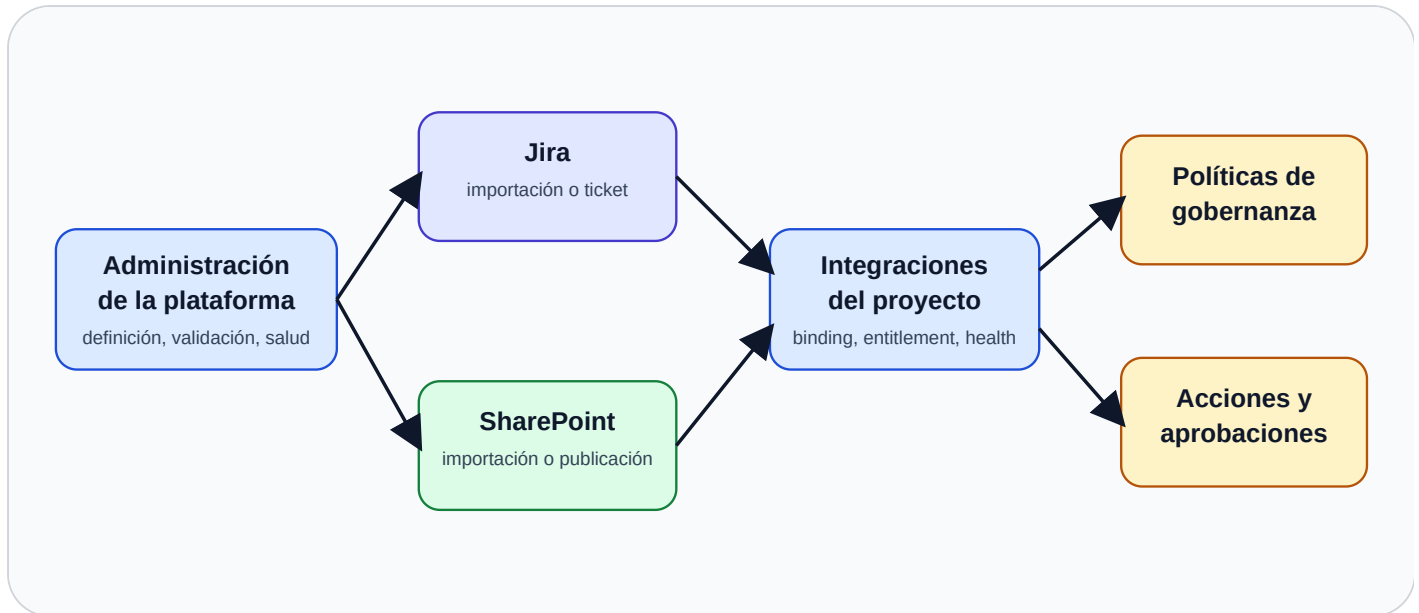 Administración
de la plataforma
definición, validación, salud
Jira
importación o ticket
SharePoint
importación o publicación
Integraciones
del proyecto
binding, entitlement, health
Políticas de
gobernanza
Acciones y
aprobaciones